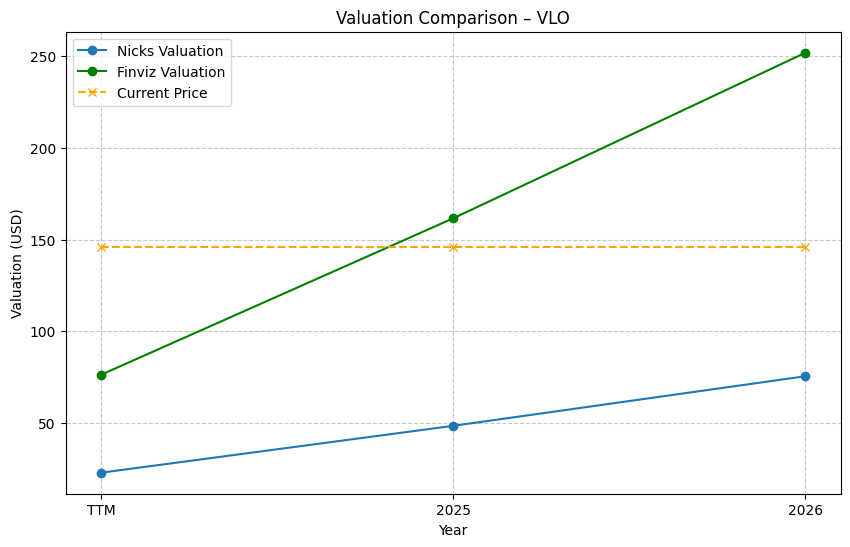 Valuation Comparison – VLO
Nicks Valuation
Finviz Valuation
Current Price
Valuation (USD)
250
200
150
100
50
TTM
2025
2026
Year